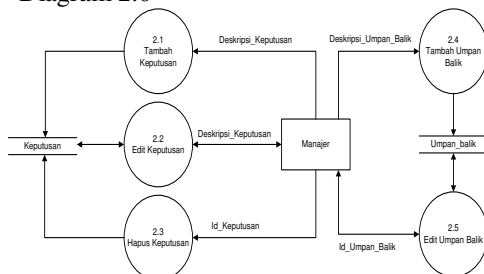 Diagram 2.0
2.1
Tambah
Keputusan
Deskripsi_Keputusan
Deskripsi_Umpan_Balik
2.4
Tambah Umpan
Balik
Keputusan
2.2
Edit Keputusan
Deskripsi_Keputusan
Manajer
Umpan_balik
2.3
Hapus Keputusan
Id_Keputusan
Id_Umpan_Balik
2.5
Edit Umpan Balik